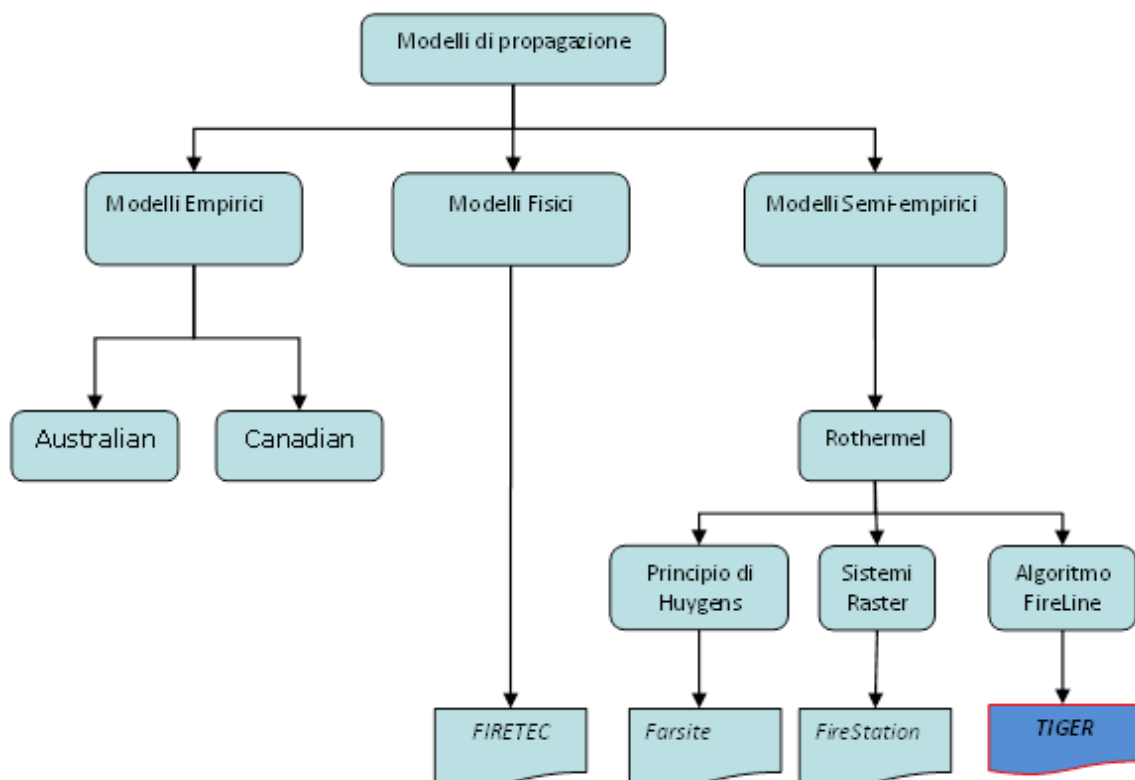 Modelli di propagazione
Modelli Empirici
Modelli Fisici
Modelli Semi-empirici
Australian
Canadian
Rothermel
Principio di
Huygens
Sistemi
Raster
Algoritmo
FireLine
FIRETEC
Farsite
FireStation
TIGER